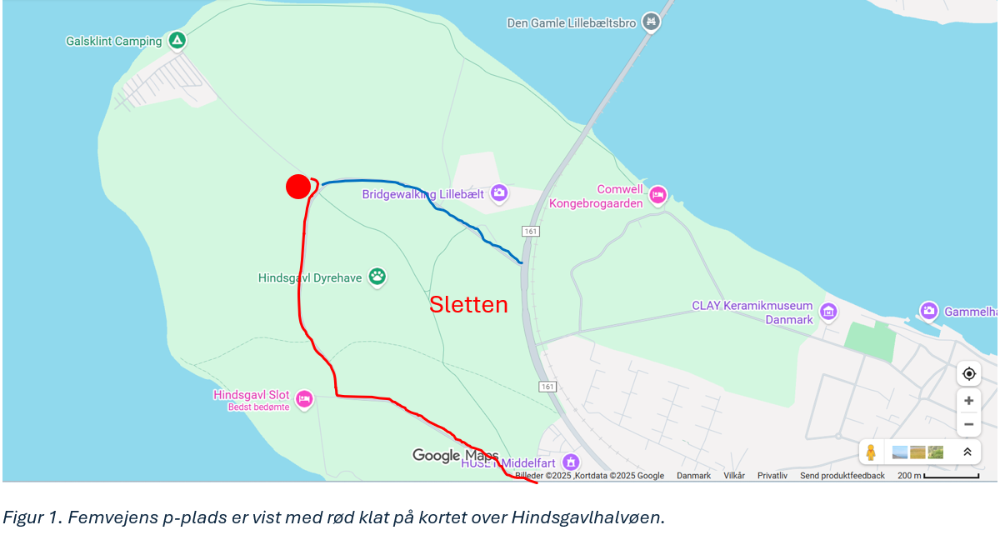 Den Gamle Lillebæltsbro
Galsklint Camping
Bridgewalking Lillebælt
Comwell
Kongebrogaarden
161
Hindsgavl Dyrehave
Sletten
CLAY Keramikmuseum
Danmark
Gammelha
161
Hindsgavl Slot
Bedst bedømte
Google Maps
HUSET Middelfart
Billeder ©2025 ,Kortdata ©2025 Google Danmark Vilkår Privatliv Send produktfeedback 200 m
Figur 1. Femvejens p-plads er vist med rød klat på kortet over Hindsgavlhalvøen.